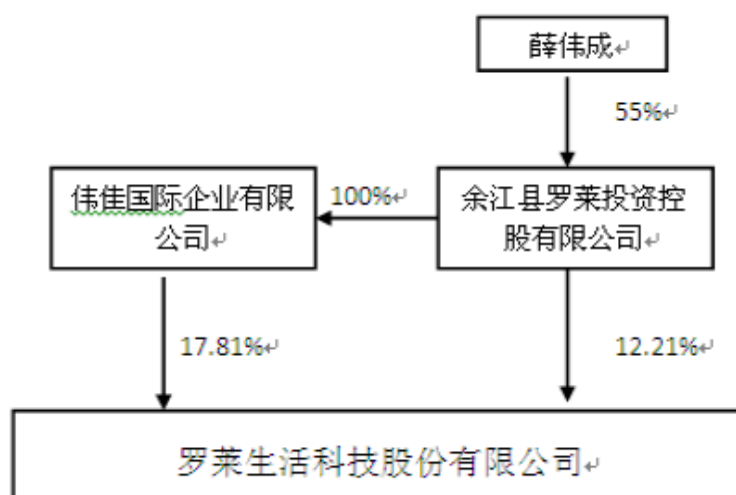 薛伟成
55%
伟佳国际企业有限
公司
100%
余江县罗莱投资控
股有限公司
17.81%
12.21%
罗莱生活科技股份有限公司